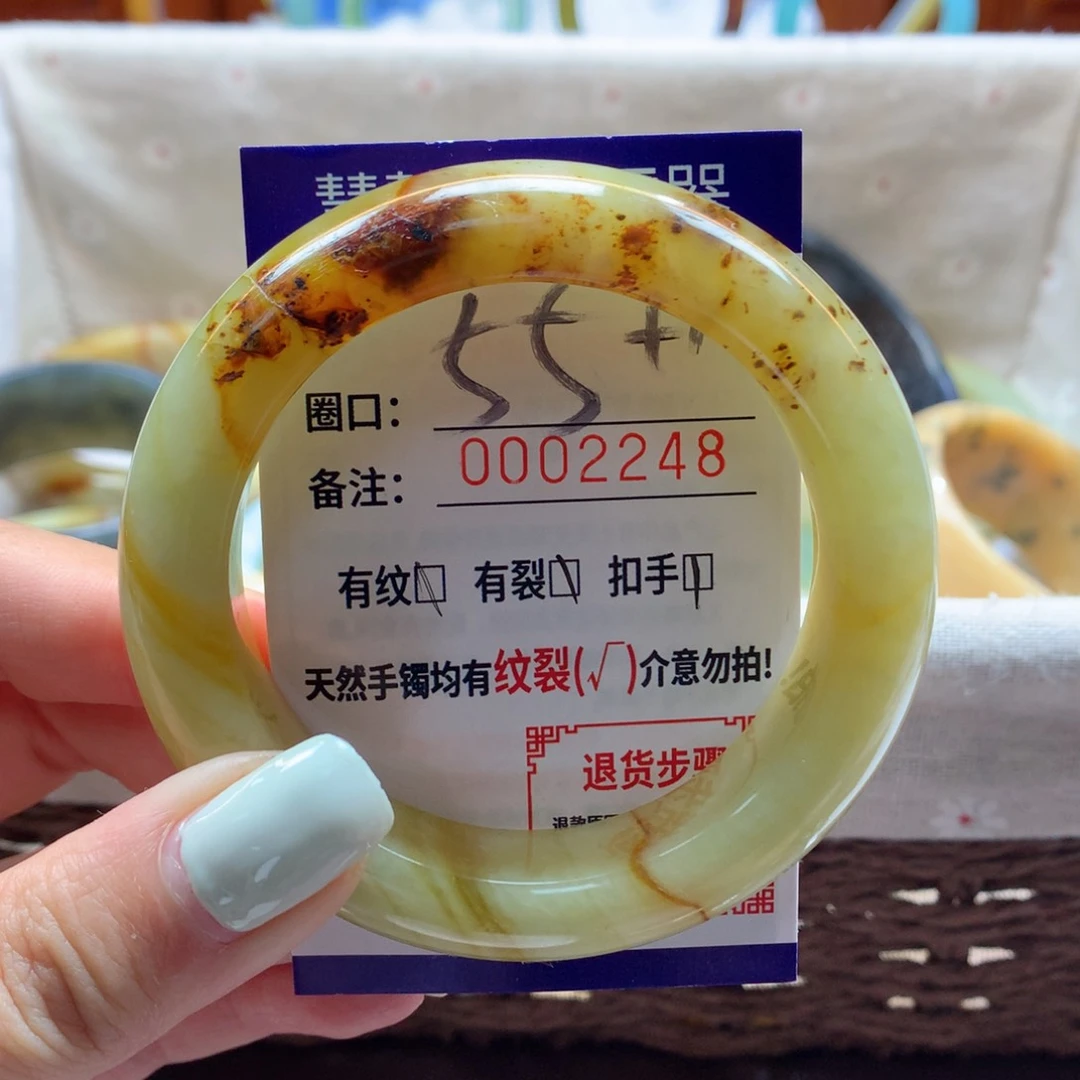 圈口： 55++
备注： 0002248
有纹□ 有裂□ 扣手□
天然手镯均有纹裂(√)介意勿拍!
退货步骤